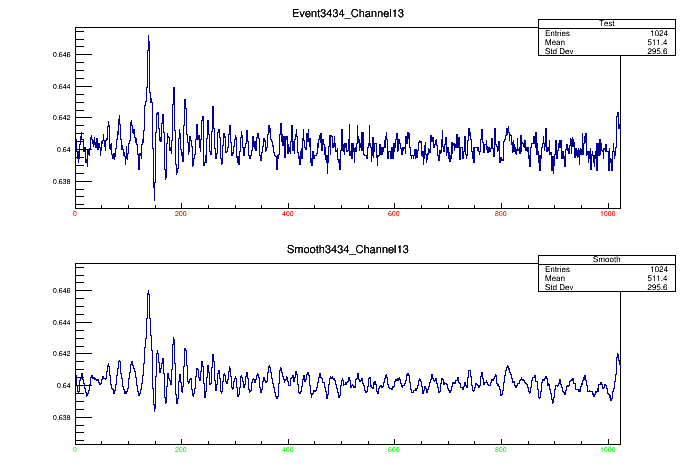 Event3434_Channel13
Test
Entries 1024
Mean 511.4
Std Dev 295.6
0.646
0.644
0.642
0.64
0.638
0 200 400 600 800 1000
Smooth3434_Channel13
Smooth
Entries 1024
Mean 511.4
Std Dev 295.6
0.646
0.644
0.642
0.64
0.638
0 200 400 600 800 1000